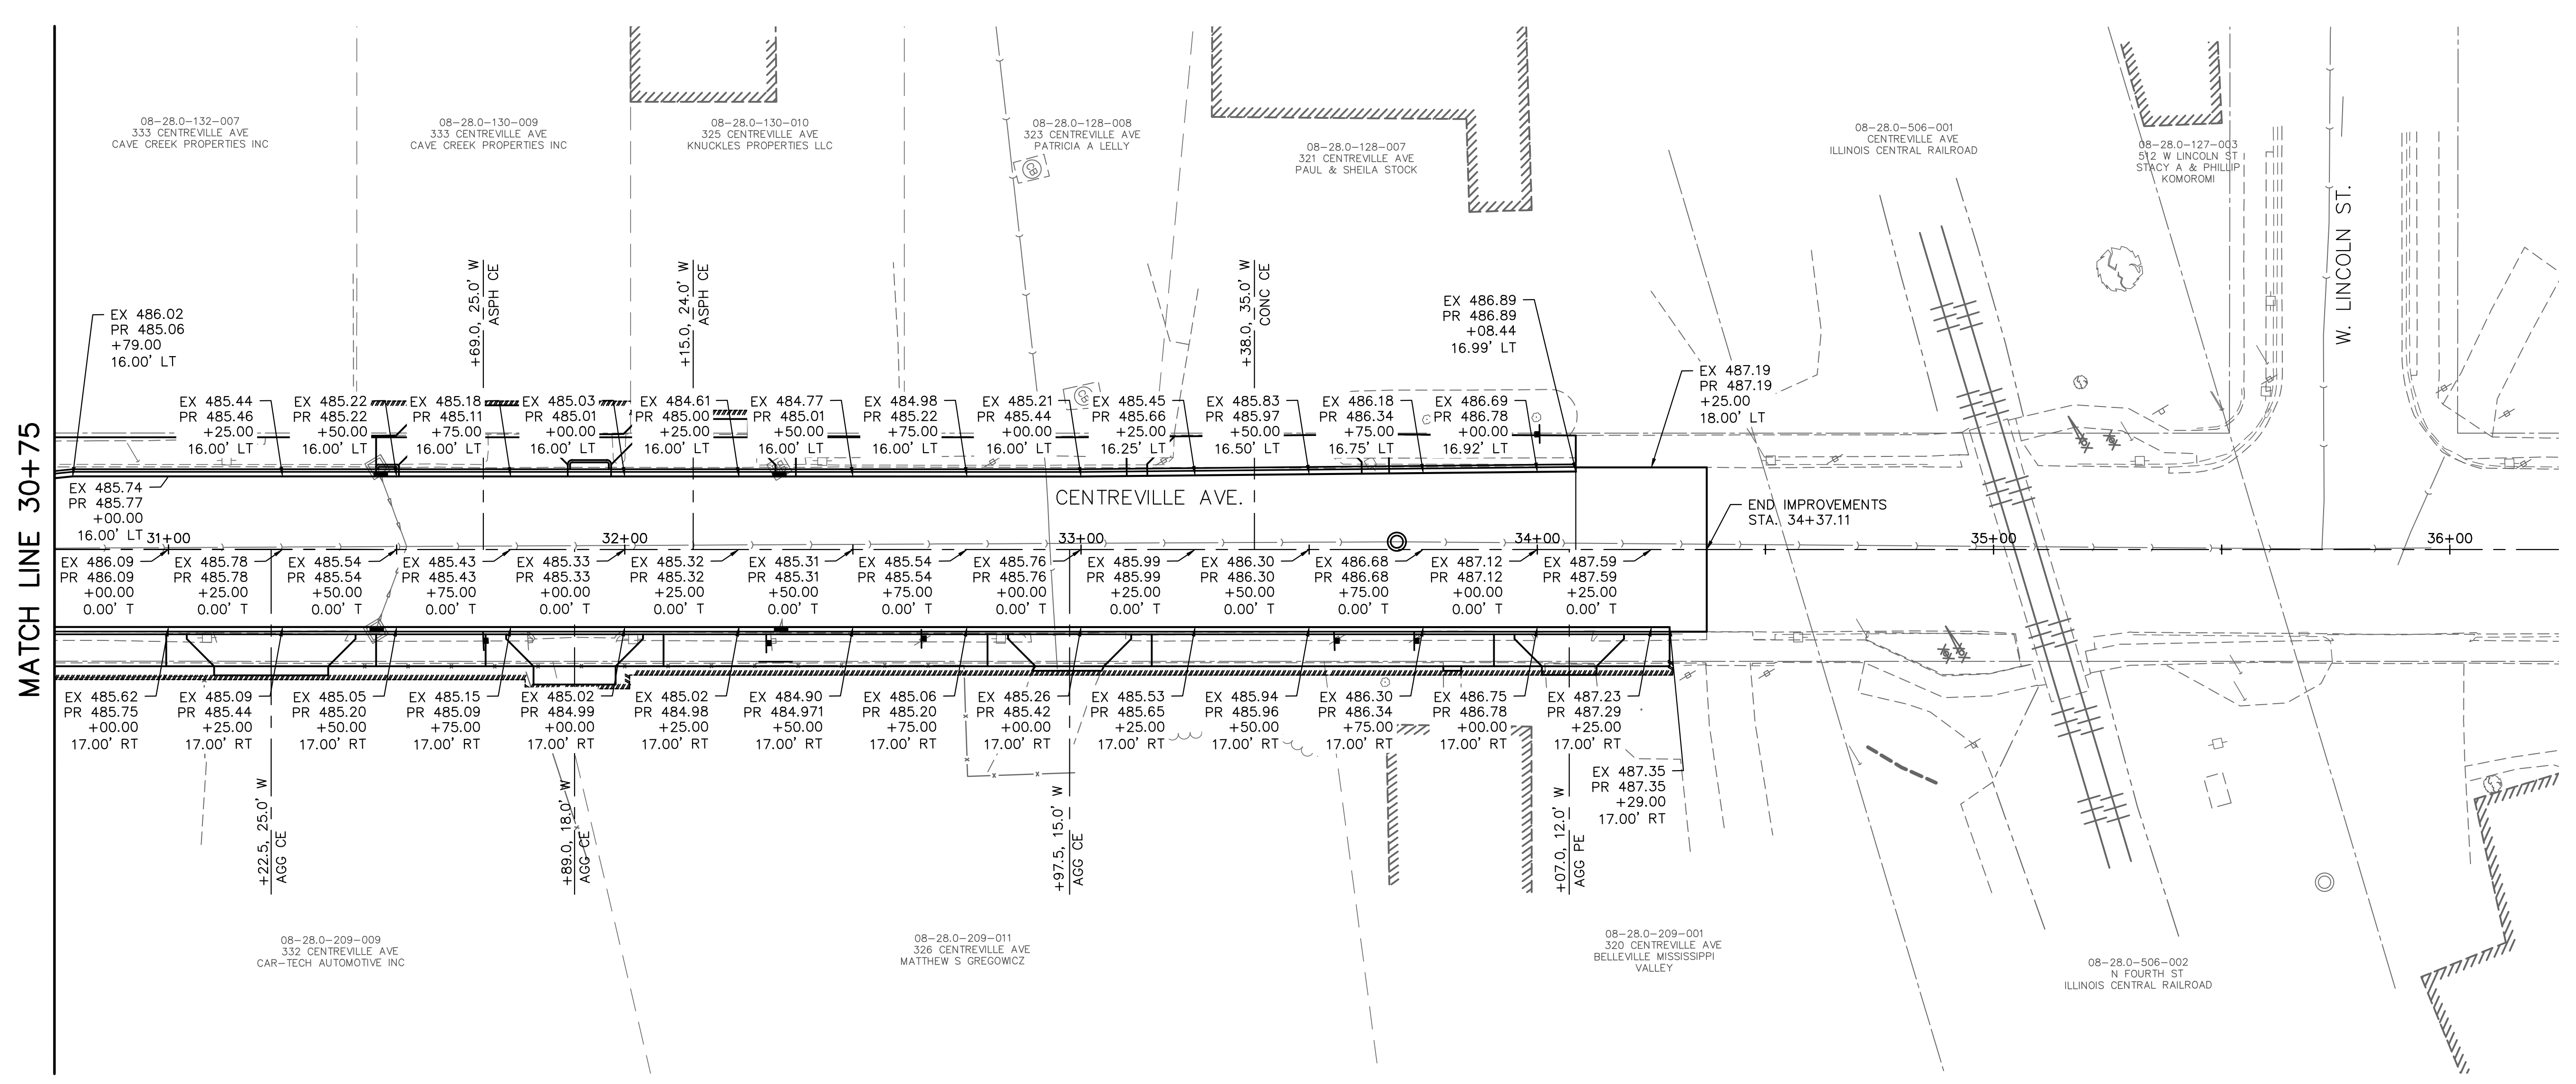 MATCH LINE 30+75
08-28.0-132-007
333 CENTREVILLE AVE
CAVE CREEK PROPERTIES INC
08-28.0-130-009
333 CENTREVILLE AVE
CAVE CREEK PROPERTIES INC
08-28.0-130-010
325 CENTREVILLE AVE
KNUCKLES PROPERTIES LLC
08-28.0-128-008
323 CENTREVILLE AVE
PATRICIA A LELLY
08-28.0-128-007
321 CENTREVILLE AVE
PAUL & SHEILA STOCK
08-28.0-506-001
CENTREVILLE AVE
ILLINOIS CENTRAL RAILROAD
08-28.0-127-003
512 W LINCOLN ST
STACY A & PHILLIP
KOMOROMI
W. LINCOLN ST.
CB
CB
+69.0, 25.0' W
ASPH CE
+15.0, 24.0' W
ASPH CE
+38.0, 35.0' W
CONC CE
EX 486.02
PR 485.06
+79.00
16.00' LT
EX 485.44
PR 485.46
+25.00
16.00' LT
EX 485.22
PR 485.22
+50.00
16.00' LT
EX 485.18
PR 485.11
+75.00
16.00' LT
EX 485.03
PR 485.01
+00.00
16.00' LT
EX 484.61
PR 485.00
+25.00
16.00' LT
EX 484.77
PR 485.01
+50.00
16.00' LT
EX 484.98
PR 485.22
+75.00
16.00' LT
EX 485.21
PR 485.44
+00.00
16.00' LT
EX 485.45
PR 485.66
+25.00
16.25' LT
EX 485.83
PR 485.97
+50.00
16.50' LT
EX 486.18
PR 486.34
+75.00
16.75' LT
EX 486.69
PR 486.78
+00.00
16.92' LT
EX 486.89
PR 486.89
+08.44
16.99' LT
EX 487.19
PR 487.19
+25.00
18.00' LT
EX 485.74
PR 485.77
+00.00
16.00' LT
CENTREVILLE AVE.
END IMPROVEMENTS
STA. 34+37.11
31+00
32+00
33+00
34+00
35+00
36+00
EX 486.09
PR 486.09
+00.00
0.00' T
EX 485.78
PR 485.78
+25.00
0.00' T
EX 485.54
PR 485.54
+50.00
0.00' T
EX 485.43
PR 485.43
+75.00
0.00' T
EX 485.33
PR 485.33
+00.00
0.00' T
EX 485.32
PR 485.32
+25.00
0.00' T
EX 485.31
PR 485.31
+50.00
0.00' T
EX 485.54
PR 485.54
+75.00
0.00' T
EX 485.76
PR 485.76
+00.00
0.00' T
EX 485.99
PR 485.99
+25.00
0.00' T
EX 486.30
PR 486.30
+50.00
0.00' T
EX 486.68
PR 486.68
+75.00
0.00' T
EX 487.12
PR 487.12
+00.00
0.00' T
EX 487.59
PR 487.59
+25.00
0.00' T
EX 485.62
PR 485.75
+00.00
17.00' RT
EX 485.09
PR 485.44
+25.00
17.00' RT
EX 485.05
PR 485.20
+50.00
17.00' RT
EX 485.15
PR 485.09
+75.00
17.00' RT
EX 485.02
PR 484.99
+00.00
17.00' RT
EX 485.02
PR 484.98
+25.00
17.00' RT
EX 484.90
PR 484.971
+50.00
17.00' RT
EX 485.06
PR 485.20
+75.00
17.00' RT
EX 485.26
PR 485.42
+00.00
17.00' RT
EX 485.53
PR 485.65
+25.00
17.00' RT
EX 485.94
PR 485.96
+50.00
17.00' RT
EX 486.30
PR 486.34
+75.00
17.00' RT
EX 486.75
PR 486.78
+00.00
17.00' RT
EX 487.23
PR 487.29
+25.00
17.00' RT
EX 487.35
PR 487.35
+29.00
17.00' RT
+22.5, 25.0' W
AGG CE
+89.0, 18.0' W
AGG CE
+97.5, 15.0' W
AGG CE
+07.0, 12.0' W
AGG PE
08-28.0-209-009
332 CENTREVILLE AVE
CAR-TECH AUTOMOTIVE INC
08-28.0-209-011
326 CENTREVILLE AVE
MATTHEW S GREGOWICZ
08-28.0-209-001
320 CENTREVILLE AVE
BELLEVILLE MISSISSIPPI
VALLEY
08-28.0-506-002
N FOURTH ST
ILLINOIS CENTRAL RAILROAD